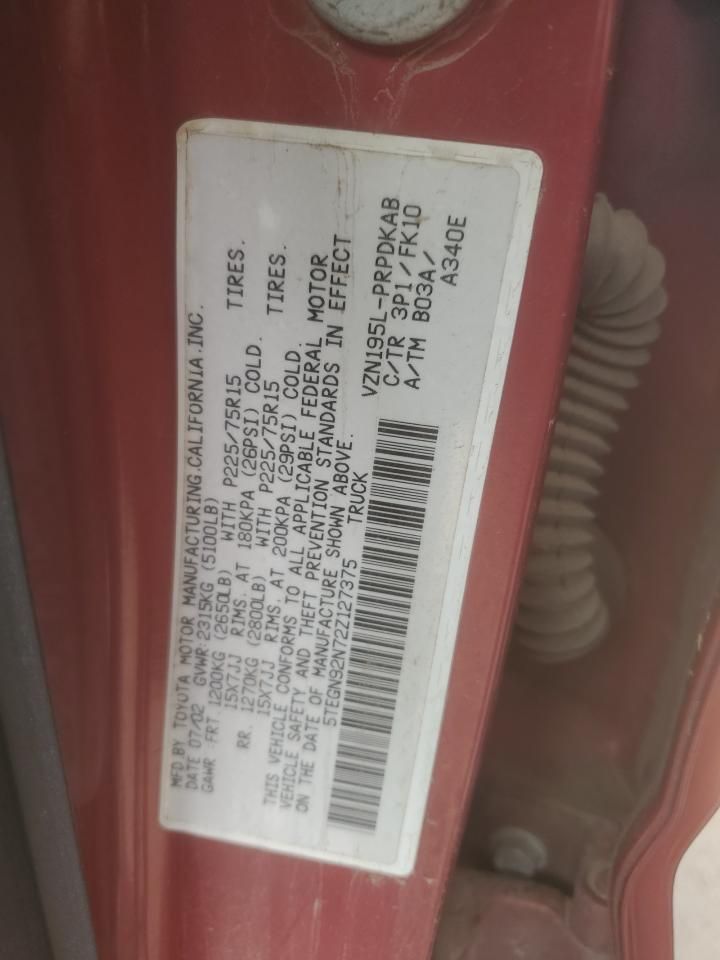 MFD BY TOYOTA MOTOR MANUFACTURING.CALIFORNIA.INC.
DATE 07/02 GVWR:2315KG (5100LB)
GAWR FRT 1200KG (2650LB) WITH P225/75R15 TIRES.
15X7JJ RIMS. AT 180KPA (26PSI) COLD.
RR. 1270KG (2800LB) WITH P225/75R15 TIRES.
15X7JJ RIMS. AT 200KPA (29PSI) COLD.
THIS VEHICLE CONFORMS TO ALL APPLICABLE FEDERAL MOTOR
VEHICLE SAFETY AND THEFT PREVENTION STANDARDS IN EFFECT
ON THE DATE OF MANUFACTURE SHOWN ABOVE.
5TEGN92N72Z127375 TRUCK
VZN195L-PRPDKAB
C/TR 3P1/FK10
A/TM B03A/
A340E